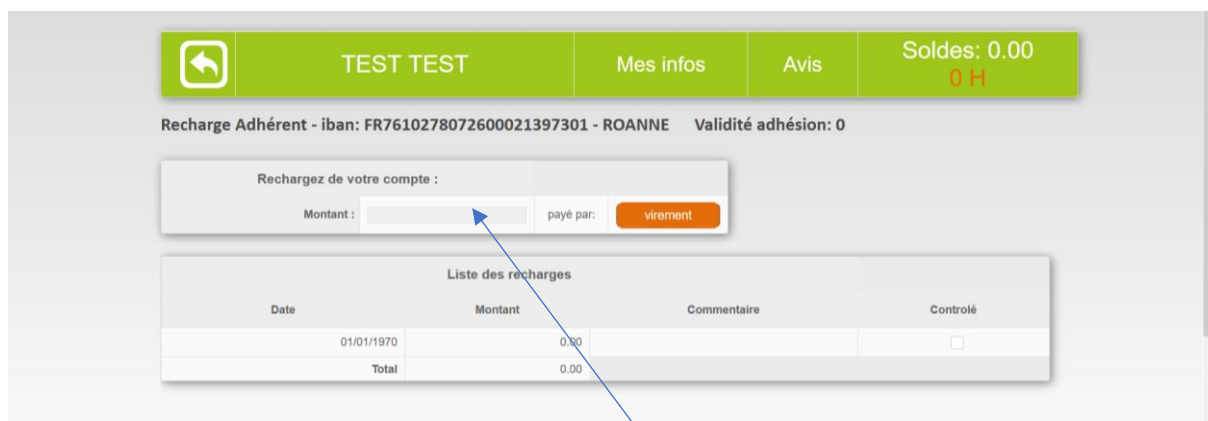 TEST TEST Mes infos Avis Soldes: 0.00
0 H
Recharge Adhérent - iban: FR7610278072600021397301 - ROANNE Validité adhésion: 0
Rechargez de votre compte :
Montant : payé par: virement
Liste des recharges
Date Montant Commentaire Controlé
01/01/1970 0.00
Total 0.00